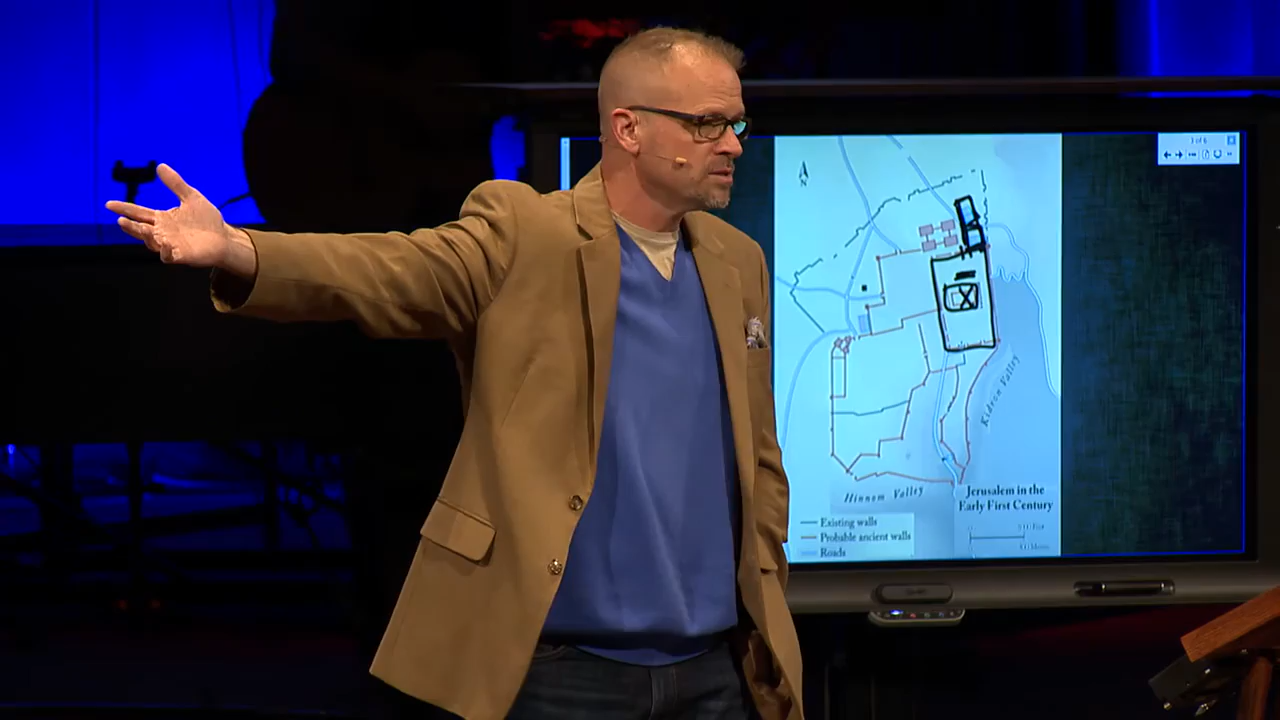 N
Kidron Valley
Hinnom Valley
Jerusalem in the
Early First Century
Existing walls
Probable ancient walls
Roads